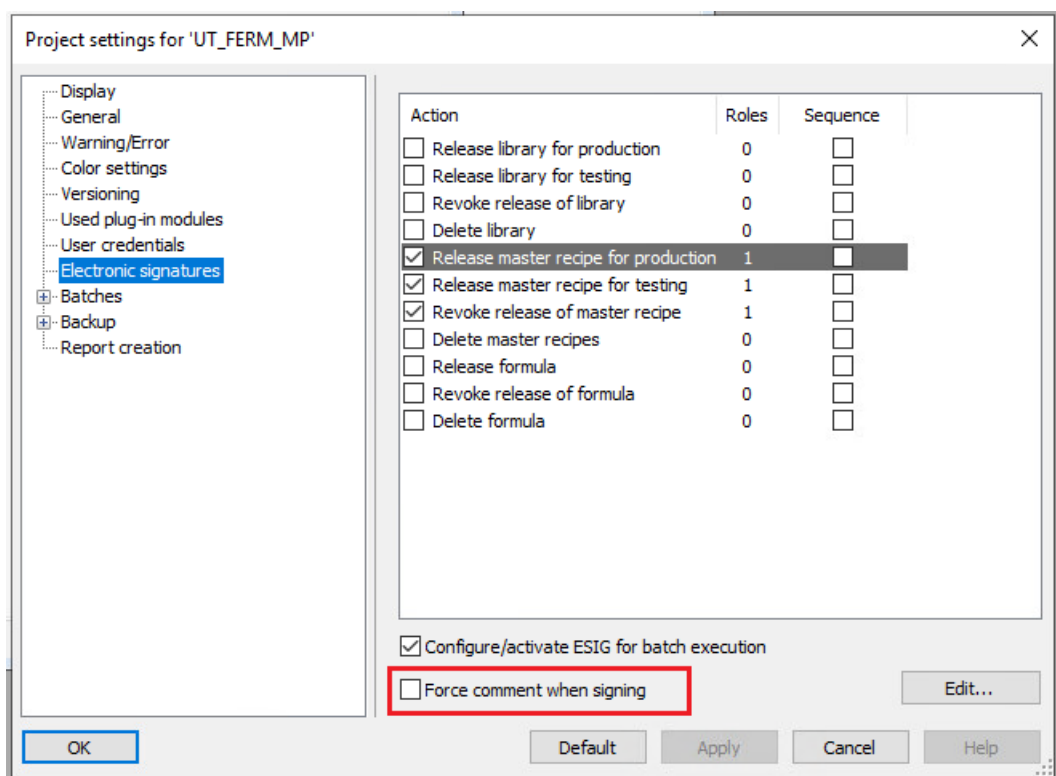 Project settings for 'UT_FERM_MP'
Display
General
Warning/Error
Color settings
Versioning
Used plug-in modules
User credentials
Electronic signatures
Batches
Backup
Report creation
Action Roles Sequence
Release library for production 0
Release library for testing 0
Revoke release of library 0
Delete library 0
Release master recipe for production 1
Release master recipe for testing 1
Revoke release of master recipe 1
Delete master recipes 0
Release formula 0
Revoke release of formula 0
Delete formula 0
Configure/activate ESIG for batch execution
Force comment when signing
Edit...
OK Default Apply Cancel Help